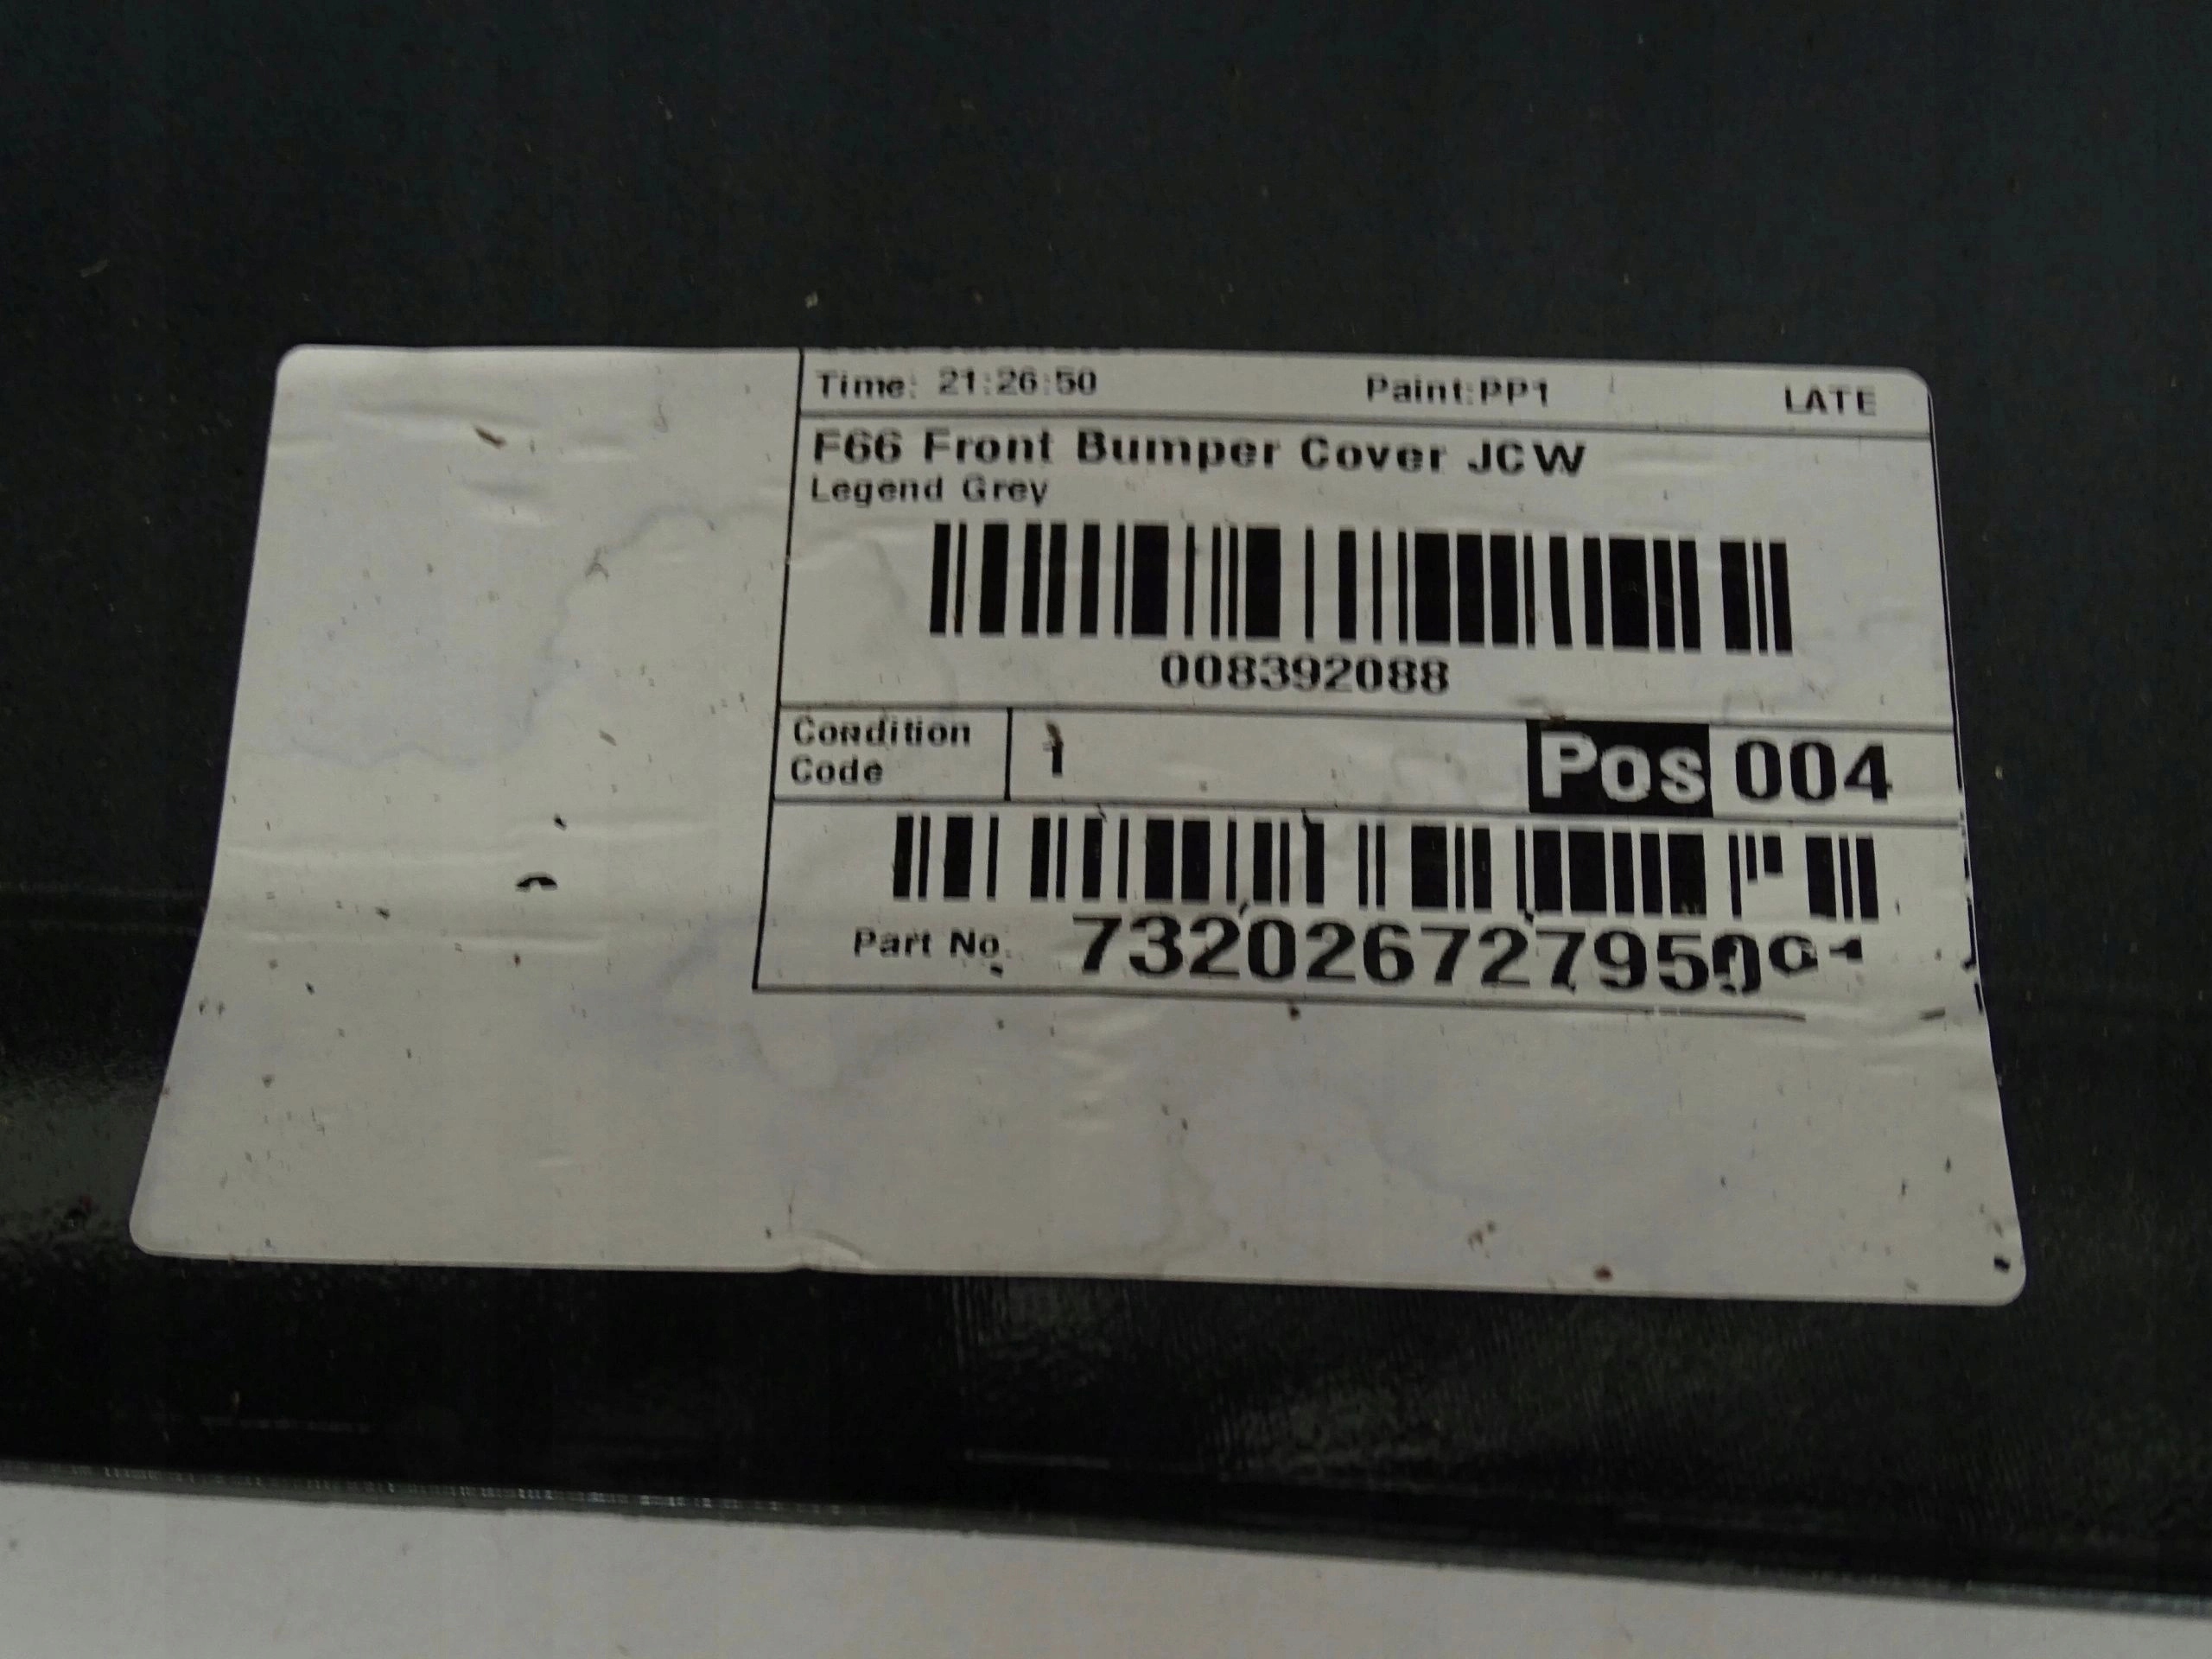 Time: 21:26:50 Paint:PP1 LATE
F66 Front Bumper Cover JCW
Legend Grey
008392088
Condition
Code
1 Pos 004
Part No.